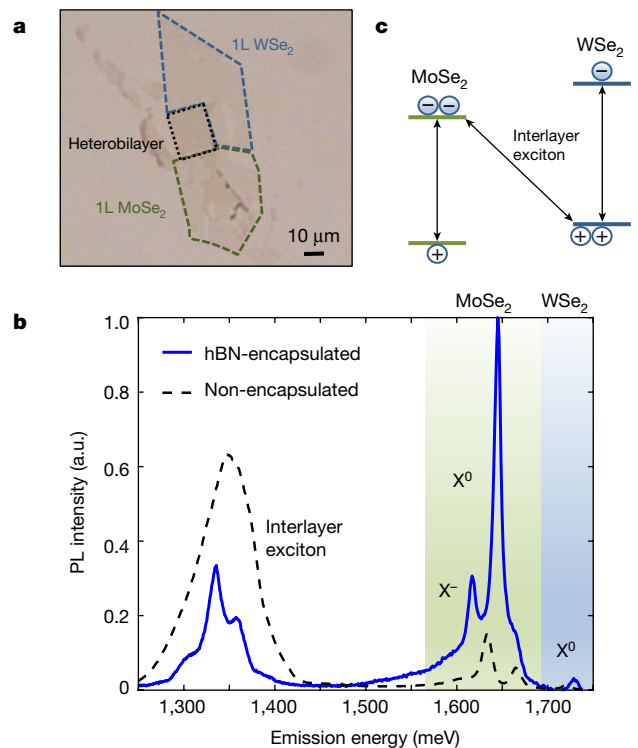 a
1L WSe₂
Heterobilayer
1L MoSe₂
10 μm
c
WSe₂
−
MoSe₂
− −
Interlayer
exciton
+ +
+
b
MoSe₂ WSe₂
1.0
0.8
0.6
0.4
0.2
0
PL intensity (a.u.)
hBN-encapsulated
Non-encapsulated
Interlayer
exciton
X⁰
X⁻
X⁰
1,300 1,400 1,500 1,600 1,700
Emission energy (meV)